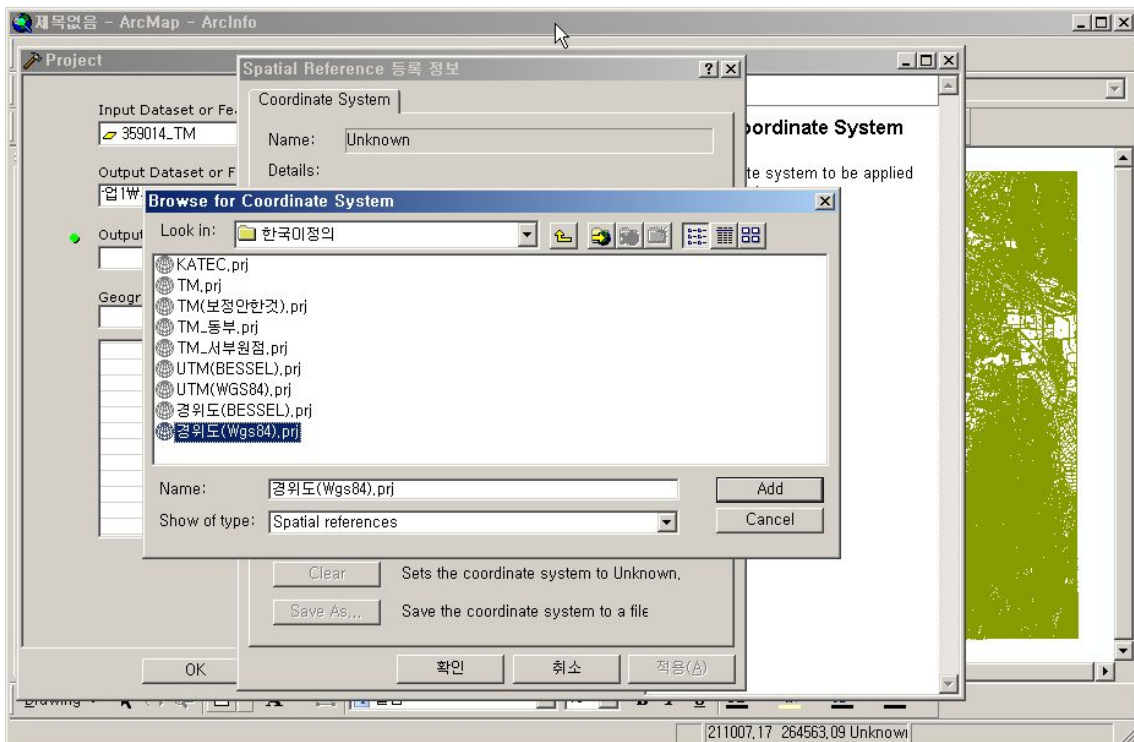 제목없음 - ArcMap - ArcInfo
Project
Spatial Reference 등록 정보
Coordinate System
Input Dataset or Fe
359014_TM
Name: Unknown
oordinate System
Output Dataset or F
Details:
te system to be applied
업1₩
Browse for Coordinate System
Output
Look in: 한국미정의
Geogr
KATEC.prj
TM.prj
TM(보정안한것).prj
TM_동부.prj
TM_서부원점.prj
UTM(BESSEL).prj
UTM(WGS84).prj
경위도(BESSEL).prj
경위도(Wgs84).prj
Name: 경위도(Wgs84).prj Add
Show of type: Spatial references Cancel
Clear Sets the coordinate system to Unknown.
Save As... Save the coordinate system to a file
OK 확인 취소 적용(A)
Drawing
211007.17 264563.09 Unknow